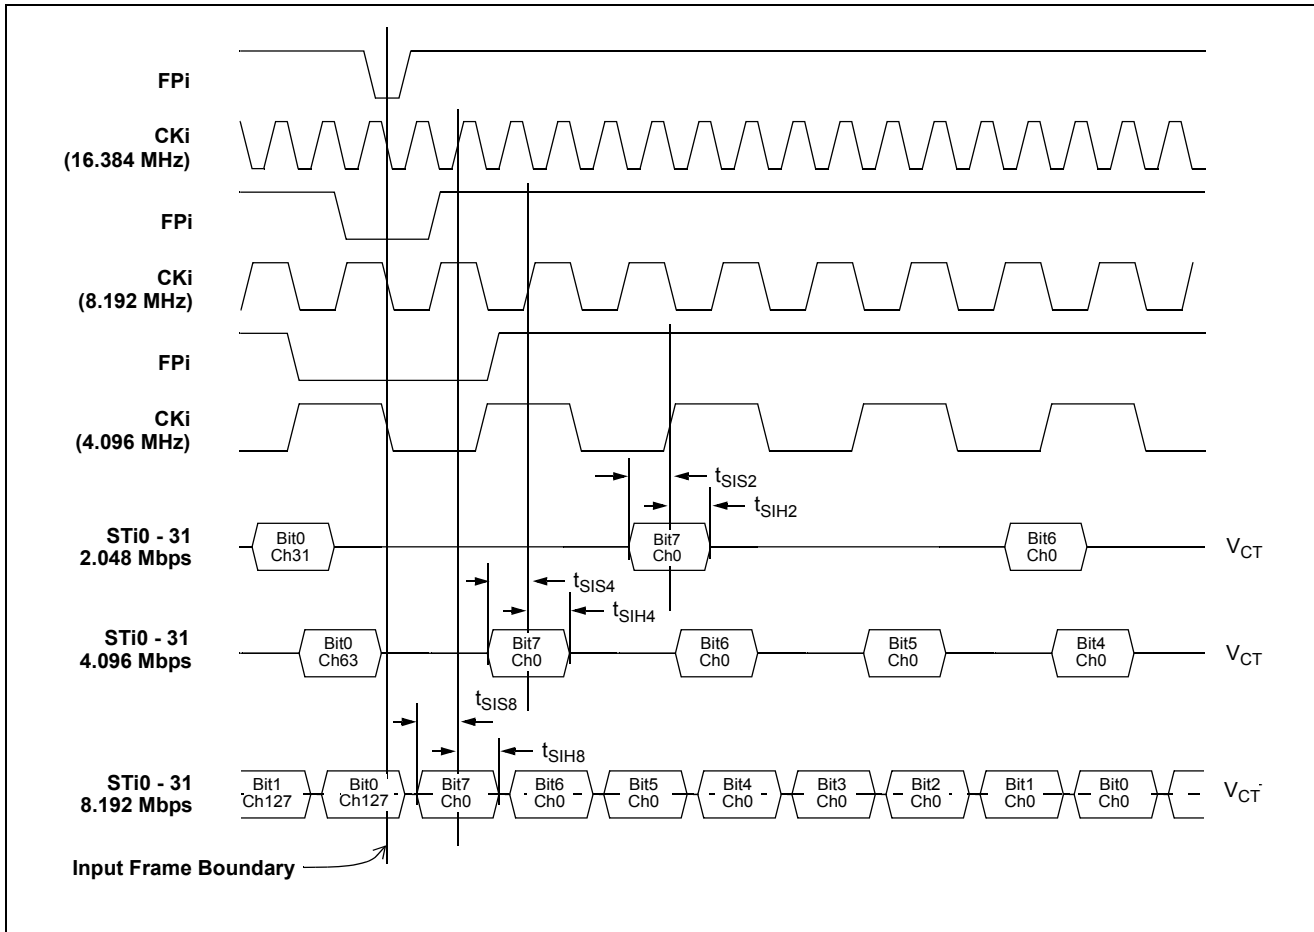 FPi
CKi
(16.384 MHz)
FPi
CKi
(8.192 MHz)
FPi
CKi
(4.096 MHz)
tSIS2
tSIH2
STi0 - 31
2.048 Mbps
Bit0
Ch31
Bit7
Ch0
Bit6
Ch0
VCT
tSIS4
tSIH4
STi0 - 31
4.096 Mbps
Bit0
Ch63
Bit7
Ch0
Bit6
Ch0
Bit5
Ch0
Bit4
Ch0
VCT
tSIS8
tSIH8
STi0 - 31
8.192 Mbps
Bit1
Ch127
Bit0
Ch127
Bit7
Ch0
Bit6
Ch0
Bit5
Ch0
Bit4
Ch0
Bit3
Ch0
Bit2
Ch0
Bit1
Ch0
Bit0
Ch0
VCT
Input Frame Boundary